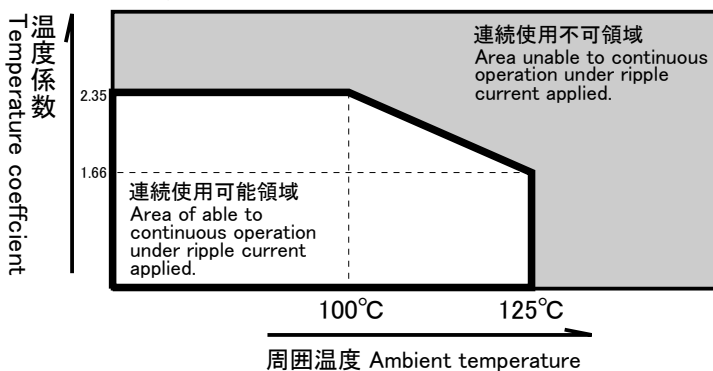 温度係数
Temperature coeffcient
連続使用不可領域
Area unable to continuous
operation under ripple
current applied.
2.35
1.66
連続使用可能領域
Area of able to
continuous operation
under ripple current
applied.
100℃
125℃
周囲温度 Ambient temperature